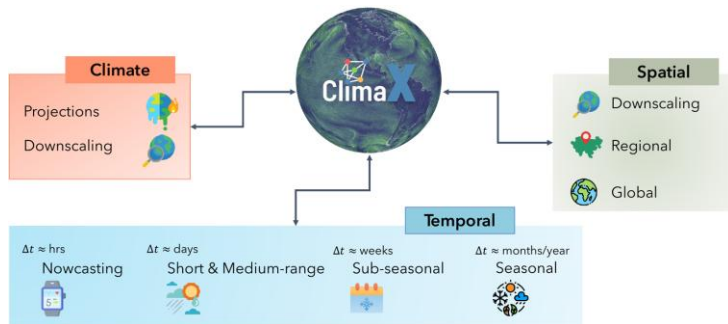 Climate
Projections
Downscaling
ClimaX
Spatial
Downscaling
Regional
Global
Temporal
Δt ≈ hrs
Nowcasting
Δt ≈ days
Short & Medium-range
Δt ≈ weeks
Sub-seasonal
Δt ≈ months/year
Seasonal
5